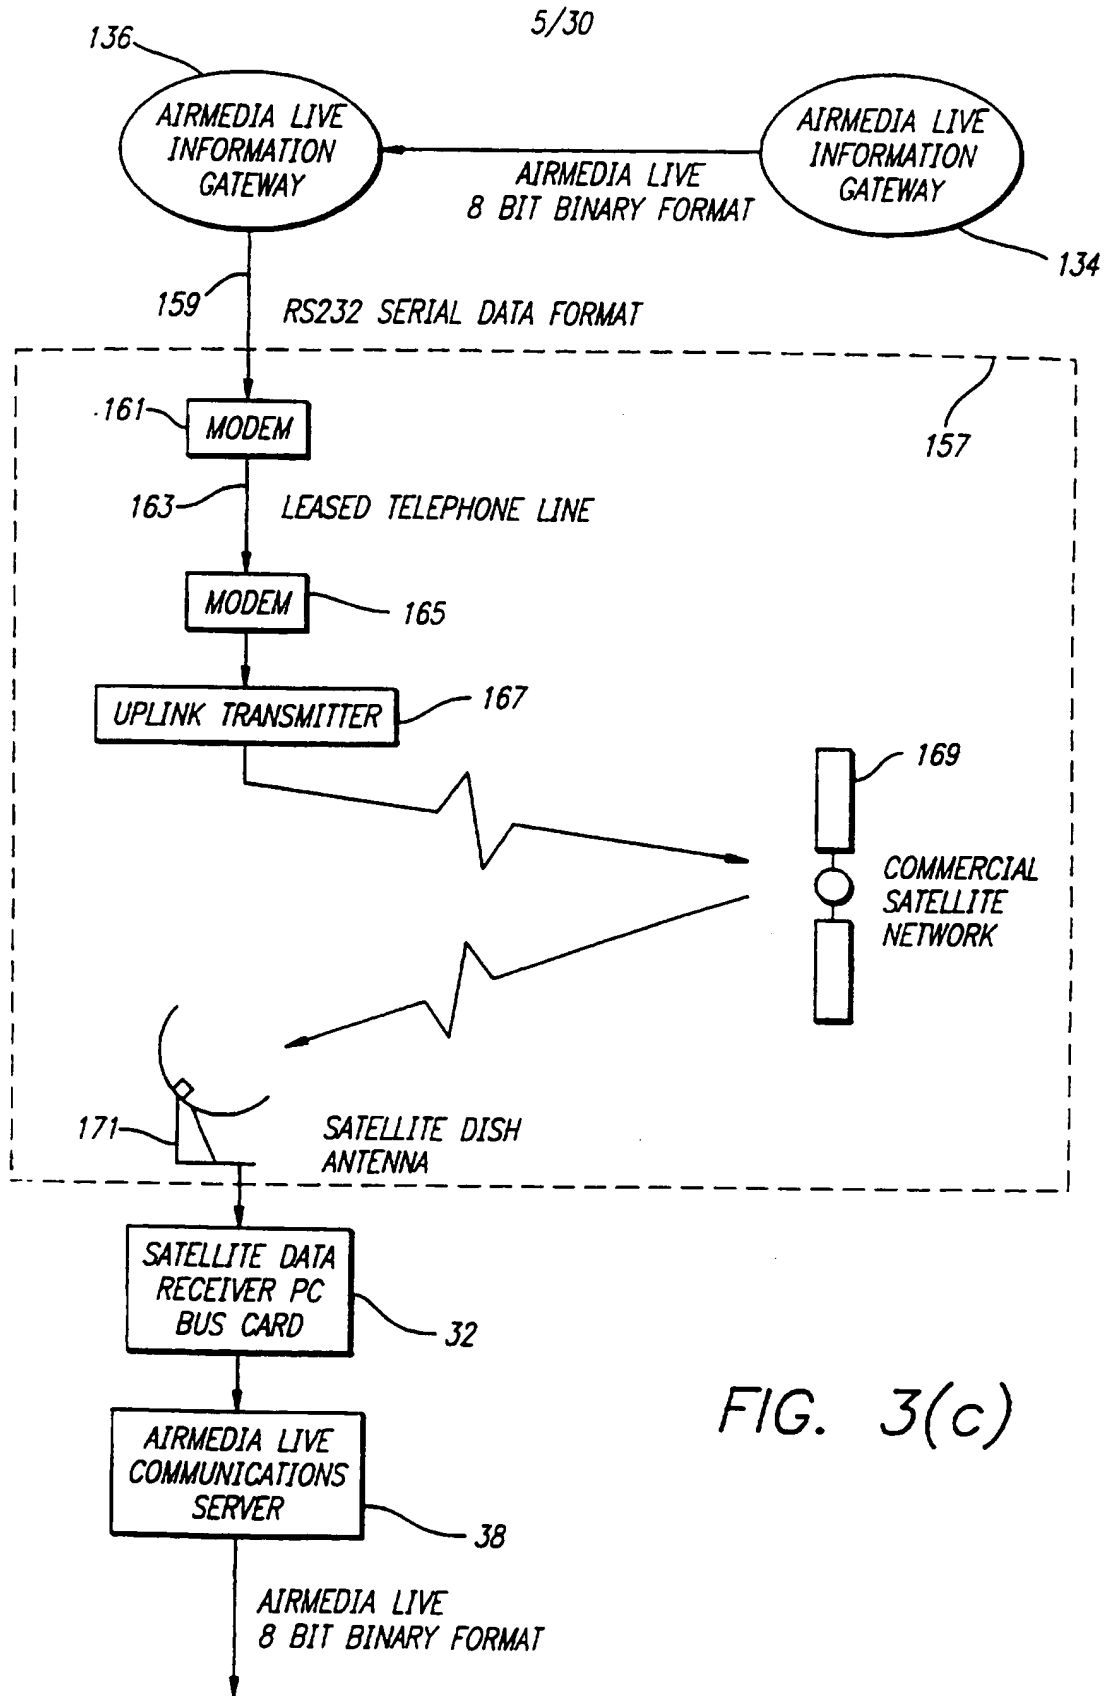 5/30
136
AIRMEDIA LIVE
INFORMATION
GATEWAY
AIRMEDIA LIVE
8 BIT BINARY FORMAT
AIRMEDIA LIVE
INFORMATION
GATEWAY
134
159
RS232 SERIAL DATA FORMAT
157
161
MODEM
163
LEASED TELEPHONE LINE
MODEM
165
UPLINK TRANSMITTER
167
169
COMMERCIAL
SATELLITE
NETWORK
171
SATELLITE DISH
ANTENNA
SATELLITE DATA
RECEIVER PC
BUS CARD
32
AIRMEDIA LIVE
COMMUNICATIONS
SERVER
38
FIG. 3(c)
AIRMEDIA LIVE
8 BIT BINARY FORMAT